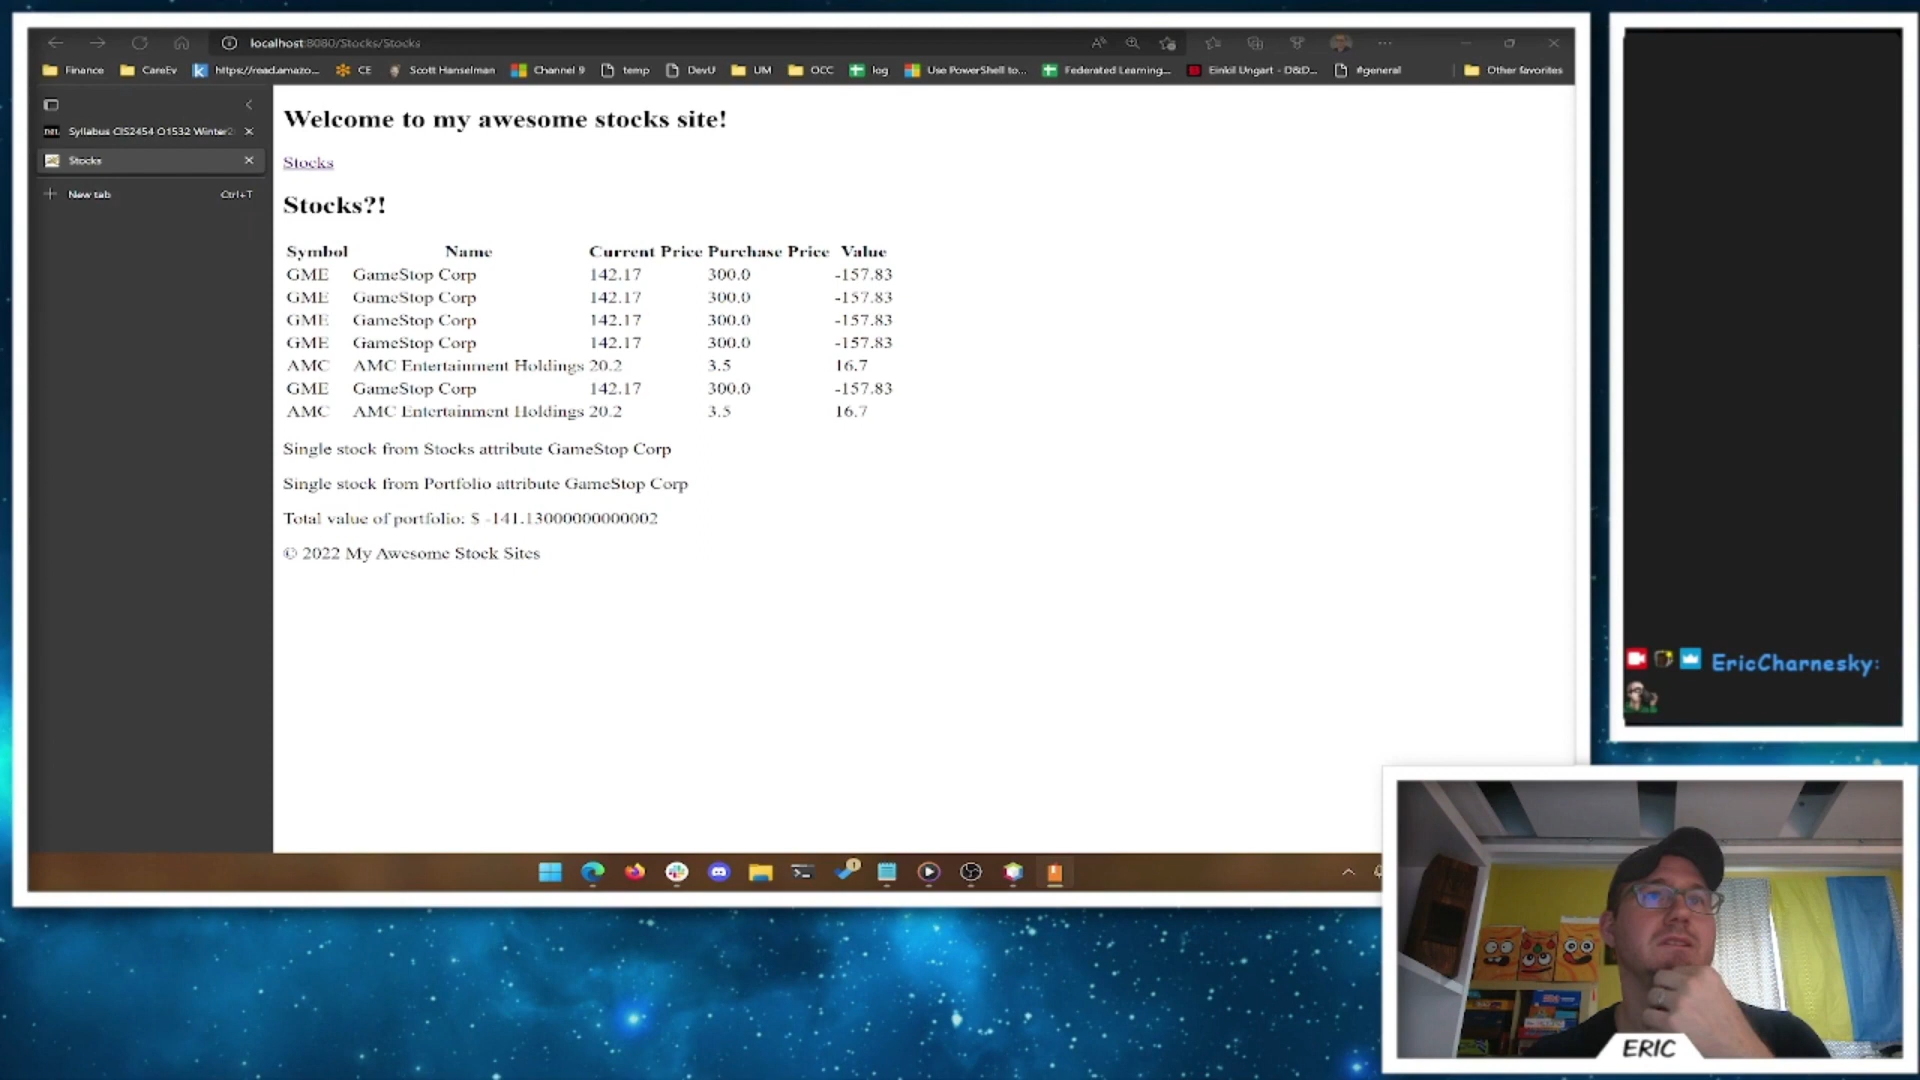 localhost:8080/Stocks/Stocks
Finance
CareEv
https://read.amazo...
CE
Scott Hanselman
Channel 9
temp
DevU
UM
OCC
log
Use PowerShell to...
Federated Learning...
Einkil Ungart - D&D...
#general
Other favorites
Syllabus CIS2454 O1532 Winter2
Stocks
New tab Ctrl+T
Welcome to my awesome stocks site!
Stocks
Stocks?!
Symbol Name Current Price Purchase Price Value
GME GameStop Corp 142.17 300.0 -157.83
GME GameStop Corp 142.17 300.0 -157.83
GME GameStop Corp 142.17 300.0 -157.83
GME GameStop Corp 142.17 300.0 -157.83
AMC AMC Entertainment Holdings 20.2 3.5 16.7
GME GameStop Corp 142.17 300.0 -157.83
AMC AMC Entertainment Holdings 20.2 3.5 16.7
Single stock from Stocks attribute GameStop Corp
Single stock from Portfolio attribute GameStop Corp
Total value of portfolio: $ -141.13000000000002
© 2022 My Awesome Stock Sites
EricCharnesky:
ERIC